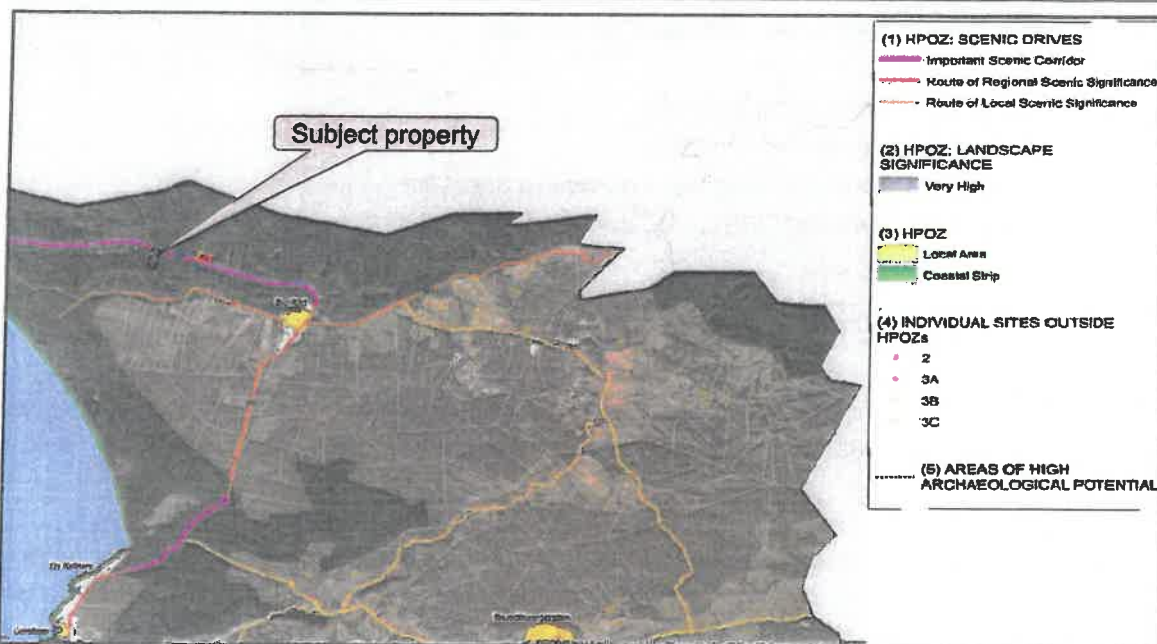 Subject property
(1) HPOZ: SCENIC DRIVES
Important Scenic Corridor
Route of Regional Scenic Significance
Route of Local Scenic Significance
(2) HPOZ: LANDSCAPE
SIGNIFICANCE
Very High
(3) HPOZ
Local Area
Coastal Strip
(4) INDIVIDUAL SITES OUTSIDE
HPOZs
2
3A
3B
3C
(5) AREAS OF HIGH
ARCHAEOLOGICAL POTENTIAL